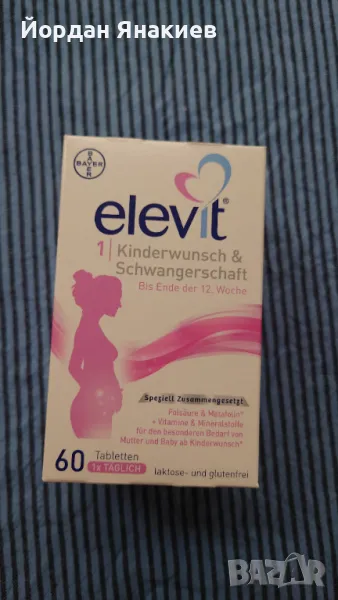 Йордан Янакиев
BAYER
BAYER
elevit®
1 | Kinderwunsch &
Schwangerschaft
Bis Ende der 12. Woche
Speziell Zusammengesetzt
Folsäure & Metafolin®
+ Vitamine & Mineralstoffe
für den besonderen Bedarf von
Mutter und Baby ab Kinderwunsch*
60 Tabletten
1x TÄGLICH
laktose- und glutenfrei
BAZAR